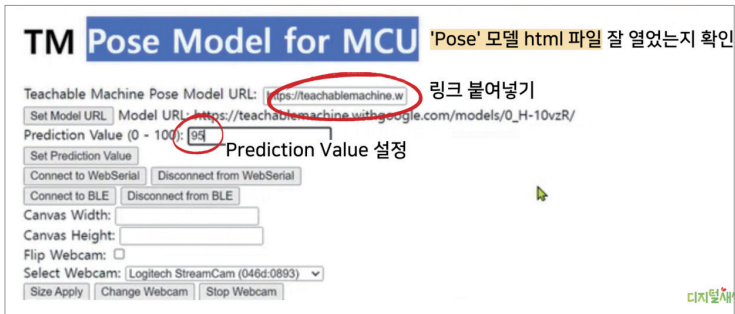 TM Pose Model for MCU 'Pose' 모델 html 파일 잘 열었는지 확인
Teachable Machine Pose Model URL: https://teachablemachine.w 링크 붙여넣기
Set Model URL Model URL: https://teachablemachine.withgoogle.com/models/0_H-10vzR/
Prediction Value (0 - 100): 95
Prediction Value 설정
Set Prediction Value
Connect to WebSerial Disconnect from WebSerial
Connect to BLE Disconnect from BLE
Canvas Width:
Canvas Height:
Flip Webcam:
Select Webcam: Logitech StreamCam (046d:0893)
Size Apply Change Webcam Stop Webcam